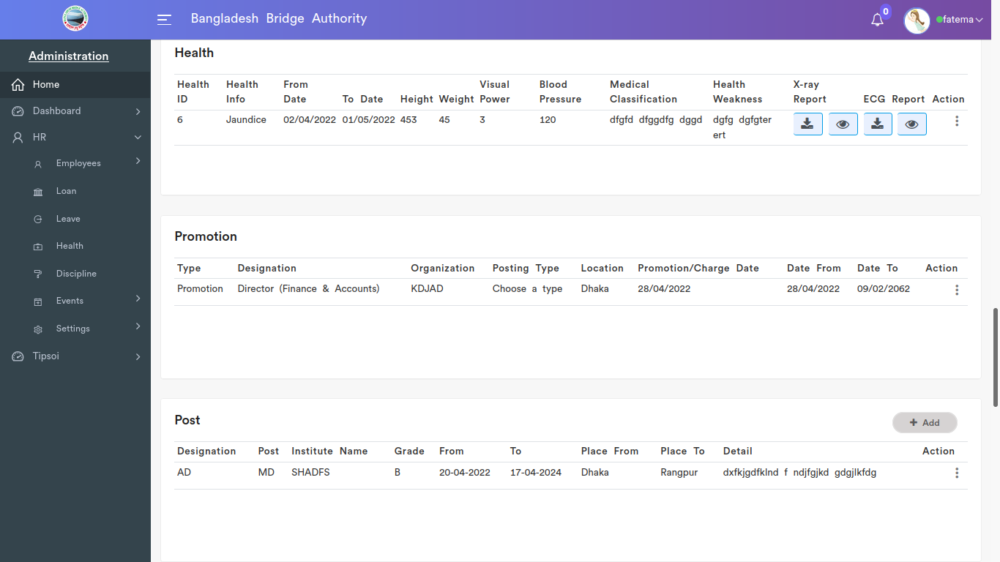 Bangladesh Bridge Authority
0
fatema
Administration
Home
Dashboard
HR
Employees
Loan
Leave
Health
Discipline
Events
Settings
Tipsoi
Health
Health ID Health Info From Date To Date Height Weight Visual Power Blood Pressure Medical Classification Health Weakness X-ray Report ECG Report Action
6 Jaundice 02/04/2022 01/05/2022 453 45 3 120 dfgfd dfggdfg dggd dgfg dgfgter ert
Promotion
Type Designation Organization Posting Type Location Promotion/Charge Date Date From Date To Action
Promotion Director (Finance & Accounts) KDJAD Choose a type Dhaka 28/04/2022 28/04/2022 09/02/2062
Post
Add
Designation Post Institute Name Grade From To Place From Place To Detail Action
AD MD SHADFS B 20-04-2022 17-04-2024 Dhaka Rangpur dxfkjgdfklnd f ndjfgjkd gdgjlkfdg